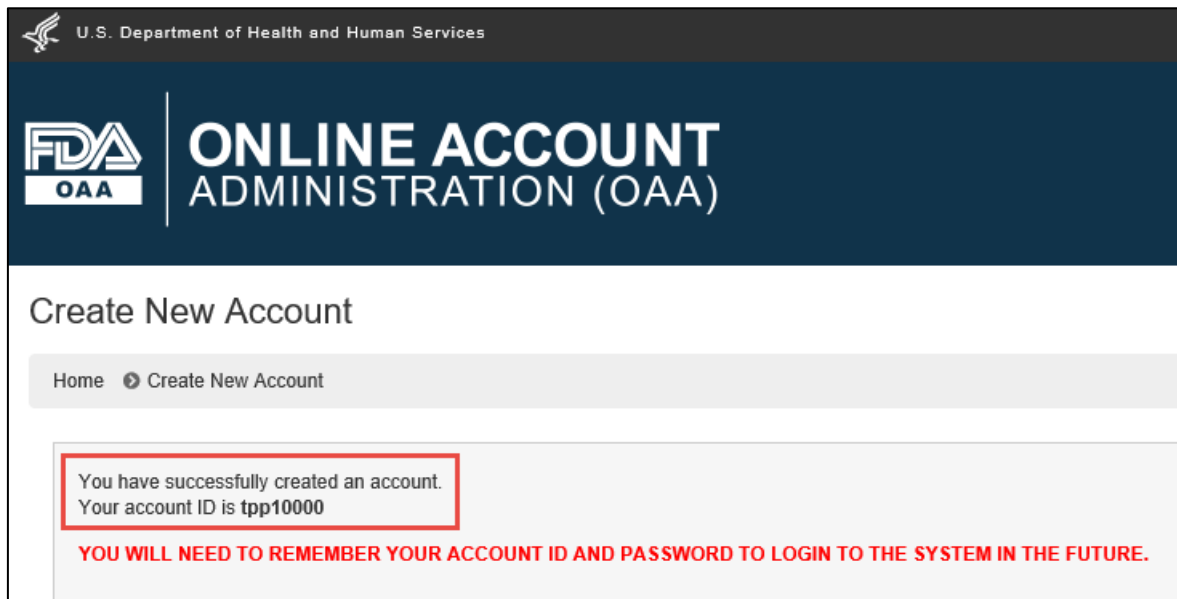 U.S. Department of Health and Human Services
FDA
OAA
ONLINE ACCOUNT
ADMINISTRATION (OAA)
Create New Account
Home Create New Account
You have successfully created an account.
Your account ID is tpp10000
YOU WILL NEED TO REMEMBER YOUR ACCOUNT ID AND PASSWORD TO LOGIN TO THE SYSTEM IN THE FUTURE.